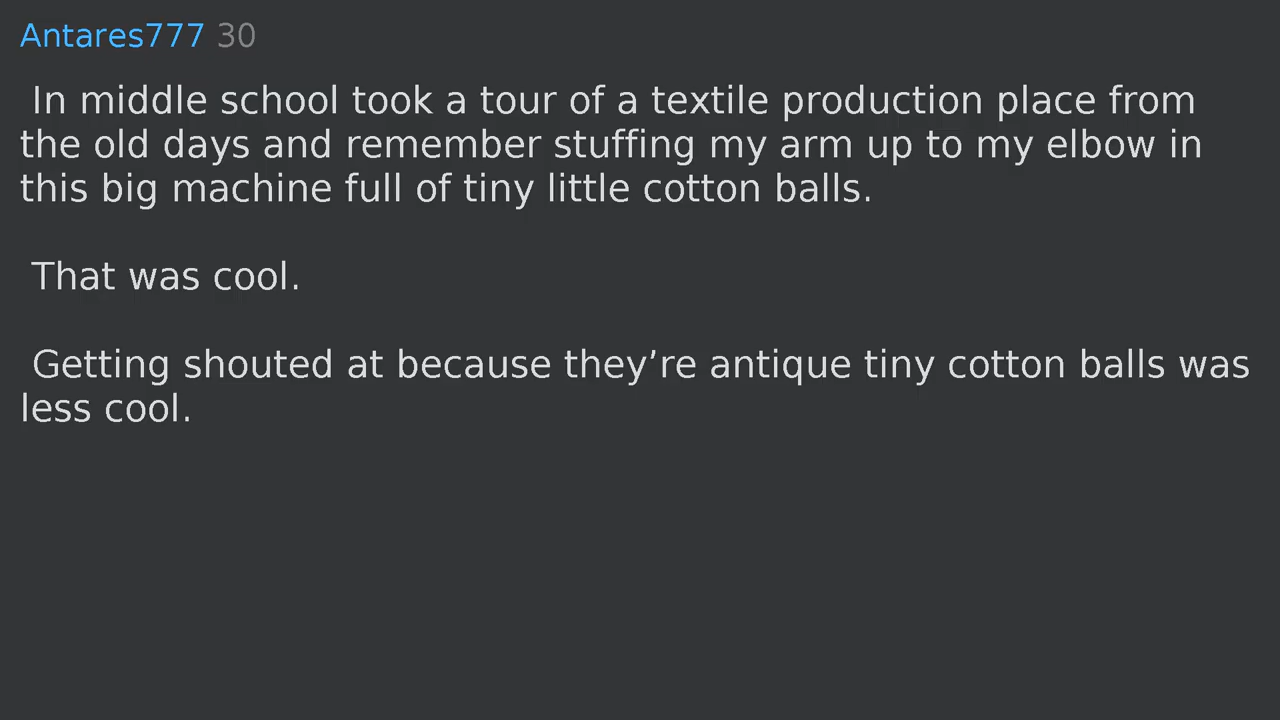 Antares777 30
In middle school took a tour of a textile production place from
the old days and remember stuffing my arm up to my elbow in
this big machine full of tiny little cotton balls.
That was cool.
Getting shouted at because they’re antique tiny cotton balls was
less cool.